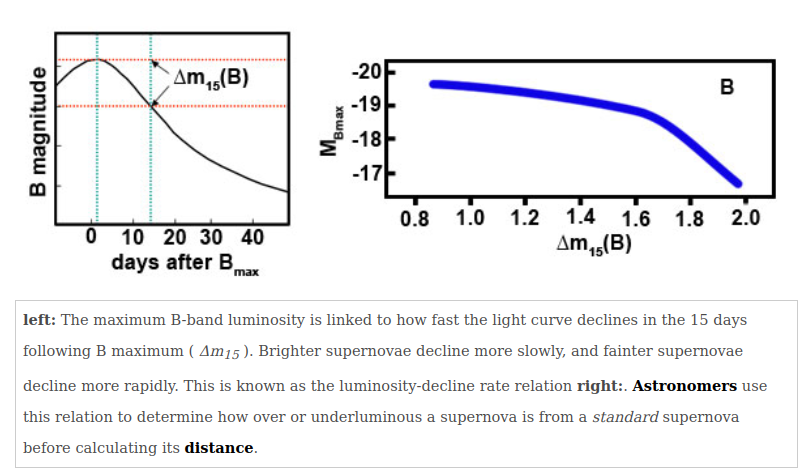 B magnitude
Δm15(B)
0 10 20 30 40
days after Bmax
MBmax
-20
-19
-18
-17
B
0.8 1.0 1.2 1.4 1.6 1.8 2.0
Δm15(B)
left: The maximum B-band luminosity is linked to how fast the light curve declines in the 15 days
following B maximum ( Δm15 ). Brighter supernovae decline more slowly, and fainter supernovae
decline more rapidly. This is known as the luminosity-decline rate relation right:. Astronomers use
this relation to determine how over or underluminous a supernova is from a standard supernova
before calculating its distance.